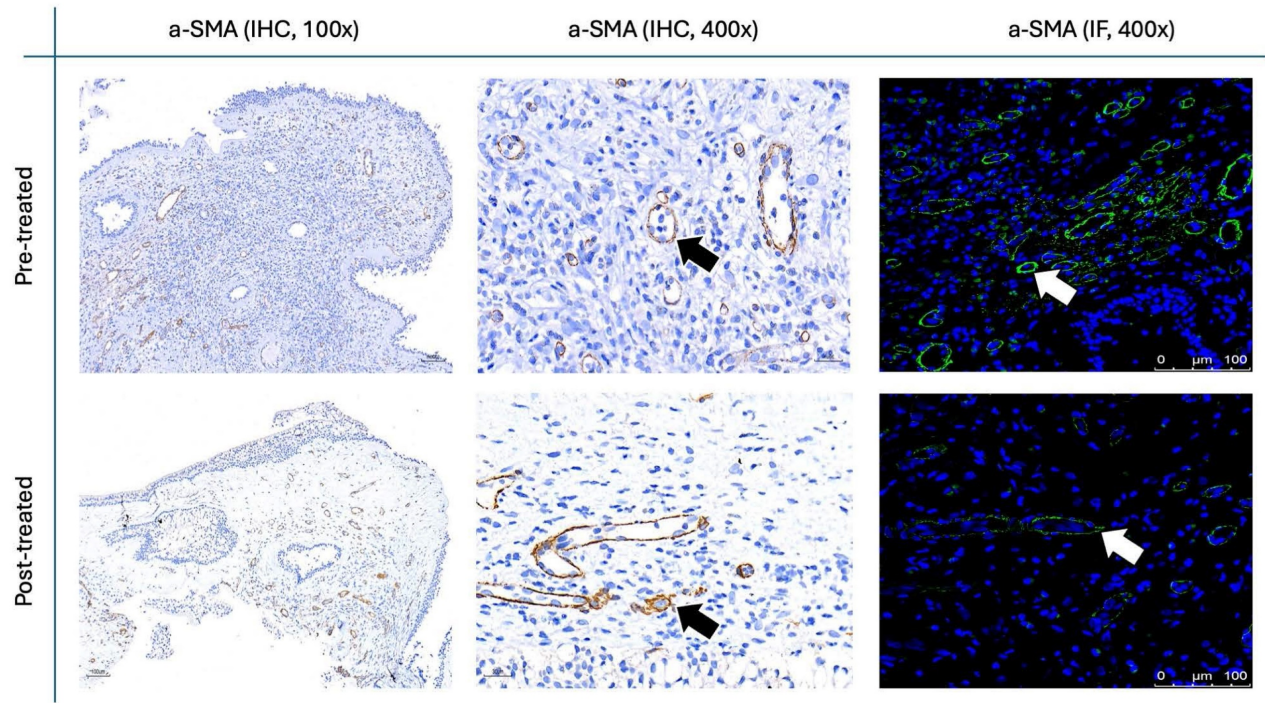 a-SMA (IHC, 100x) a-SMA (IHC, 400x) a-SMA (IF, 400x)
Pre-treated
0 µm 100
Post-treated
0 µm 100